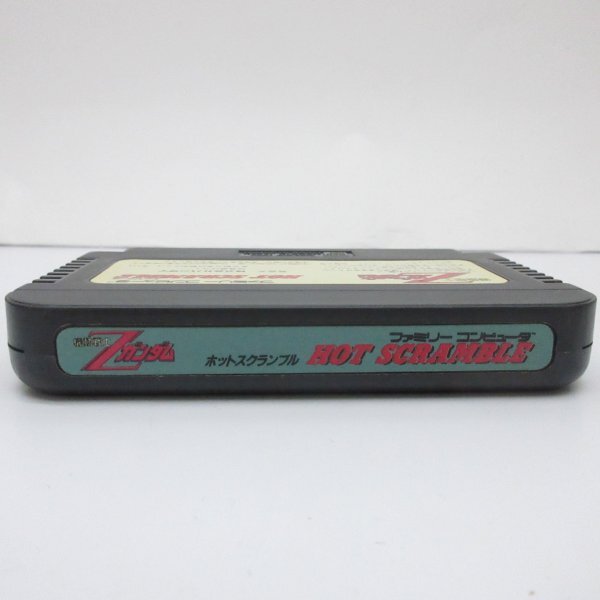 機動戦士
Zガンダム
ホットスクランブル
ファミリー コンピュータ
HOT SCRAMBLE